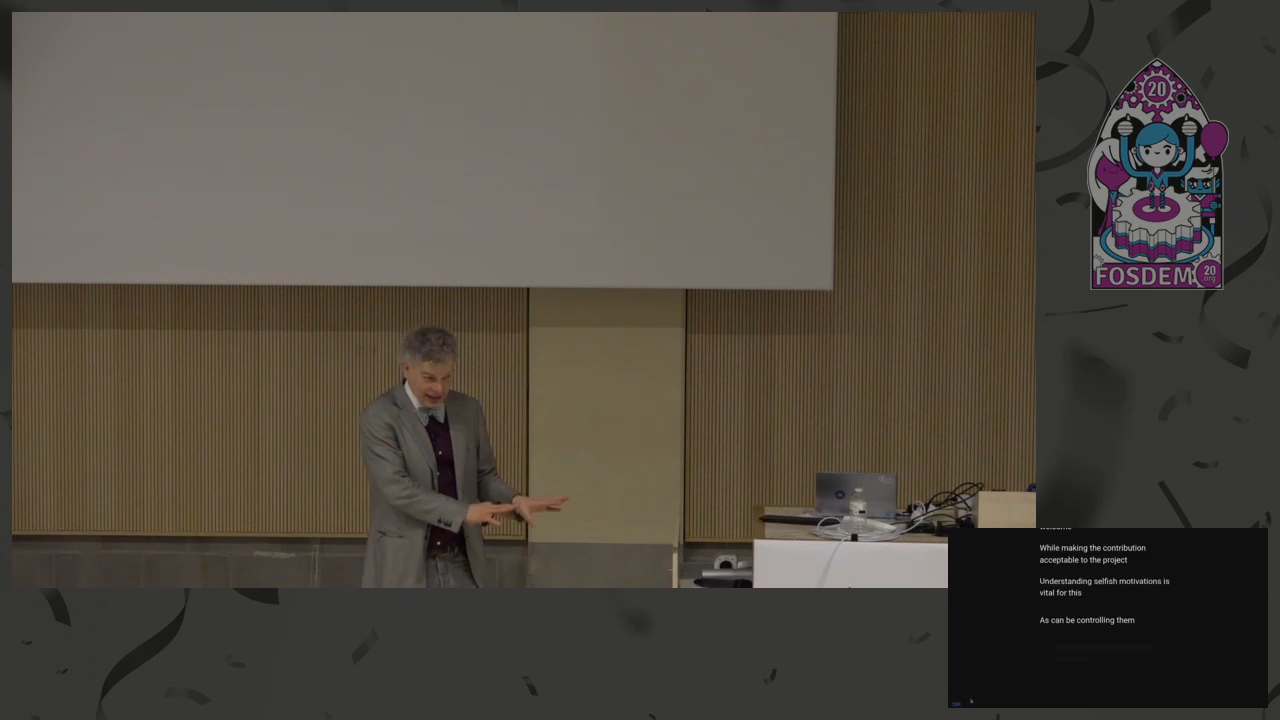 20
FOSDEM
20
org
While making the contribution
acceptable to the project
Understanding selfish motivations is
vital for this
As can be controlling them